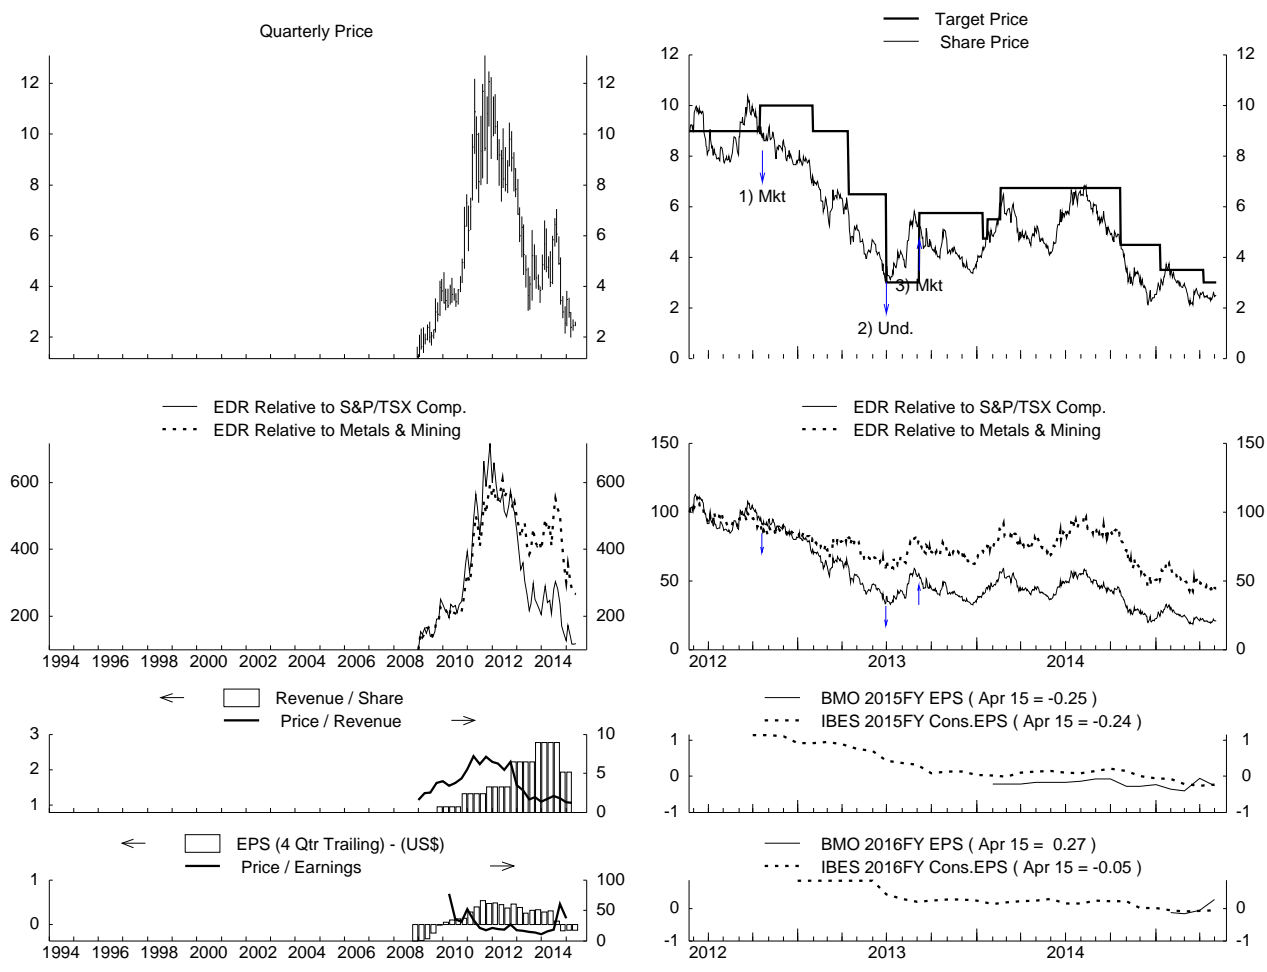 Quarterly Price
12 12
10 10
8 8
6 6
4 4
2 2
Target Price
Share Price
12 12
10 10
8 8
6 6
4 4
2 2
0 0
1) Mkt
2) Und.
3) Mkt
EDR Relative to S&P/TSX Comp.
EDR Relative to Metals & Mining
600 600
400 400
200 200
1994 1996 1998 2000 2002 2004 2006 2008 2010 2012 2014
EDR Relative to S&P/TSX Comp.
EDR Relative to Metals & Mining
150 150
100 100
50 50
0 0
2012 2013 2014
Revenue / Share
Price / Revenue
3 10
2 5
1 0
BMO 2015FY EPS ( Apr 15 = -0.25 )
IBES 2015FY Cons.EPS ( Apr 15 = -0.24 )
1 1
0 0
-1 -1
EPS (4 Qtr Trailing) - (US$)
Price / Earnings
1 100
0 50
0
1994 1996 1998 2000 2002 2004 2006 2008 2010 2012 2014
BMO 2016FY EPS ( Apr 15 = 0.27 )
IBES 2016FY Cons.EPS ( Apr 15 = -0.05 )
0 0
-1 -1
2012 2013 2014